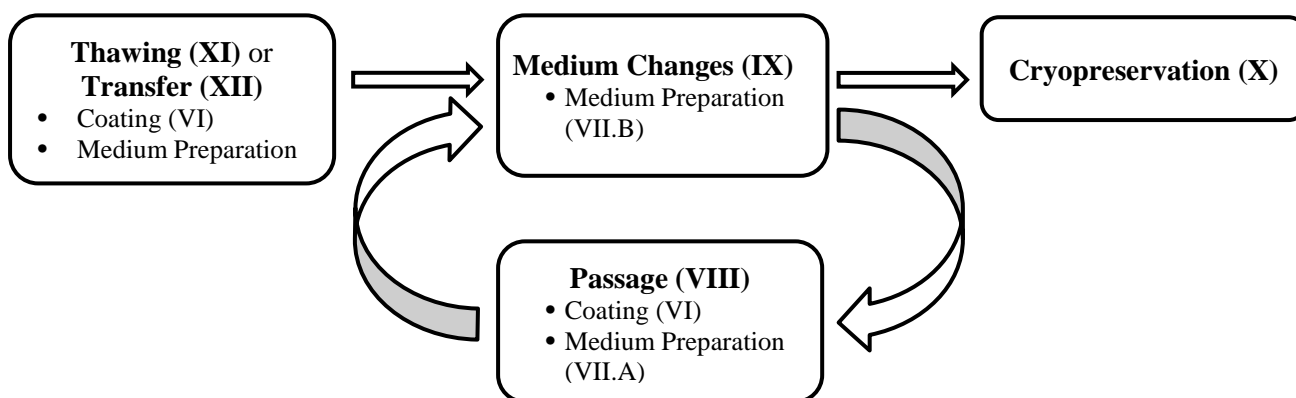 Thawing (XI) or
Transfer (XII)
• Coating (VI)
• Medium Preparation
Medium Changes (IX)
• Medium Preparation
(VII.B)
Cryopreservation (X)
Passage (VIII)
• Coating (VI)
• Medium Preparation
(VII.A)